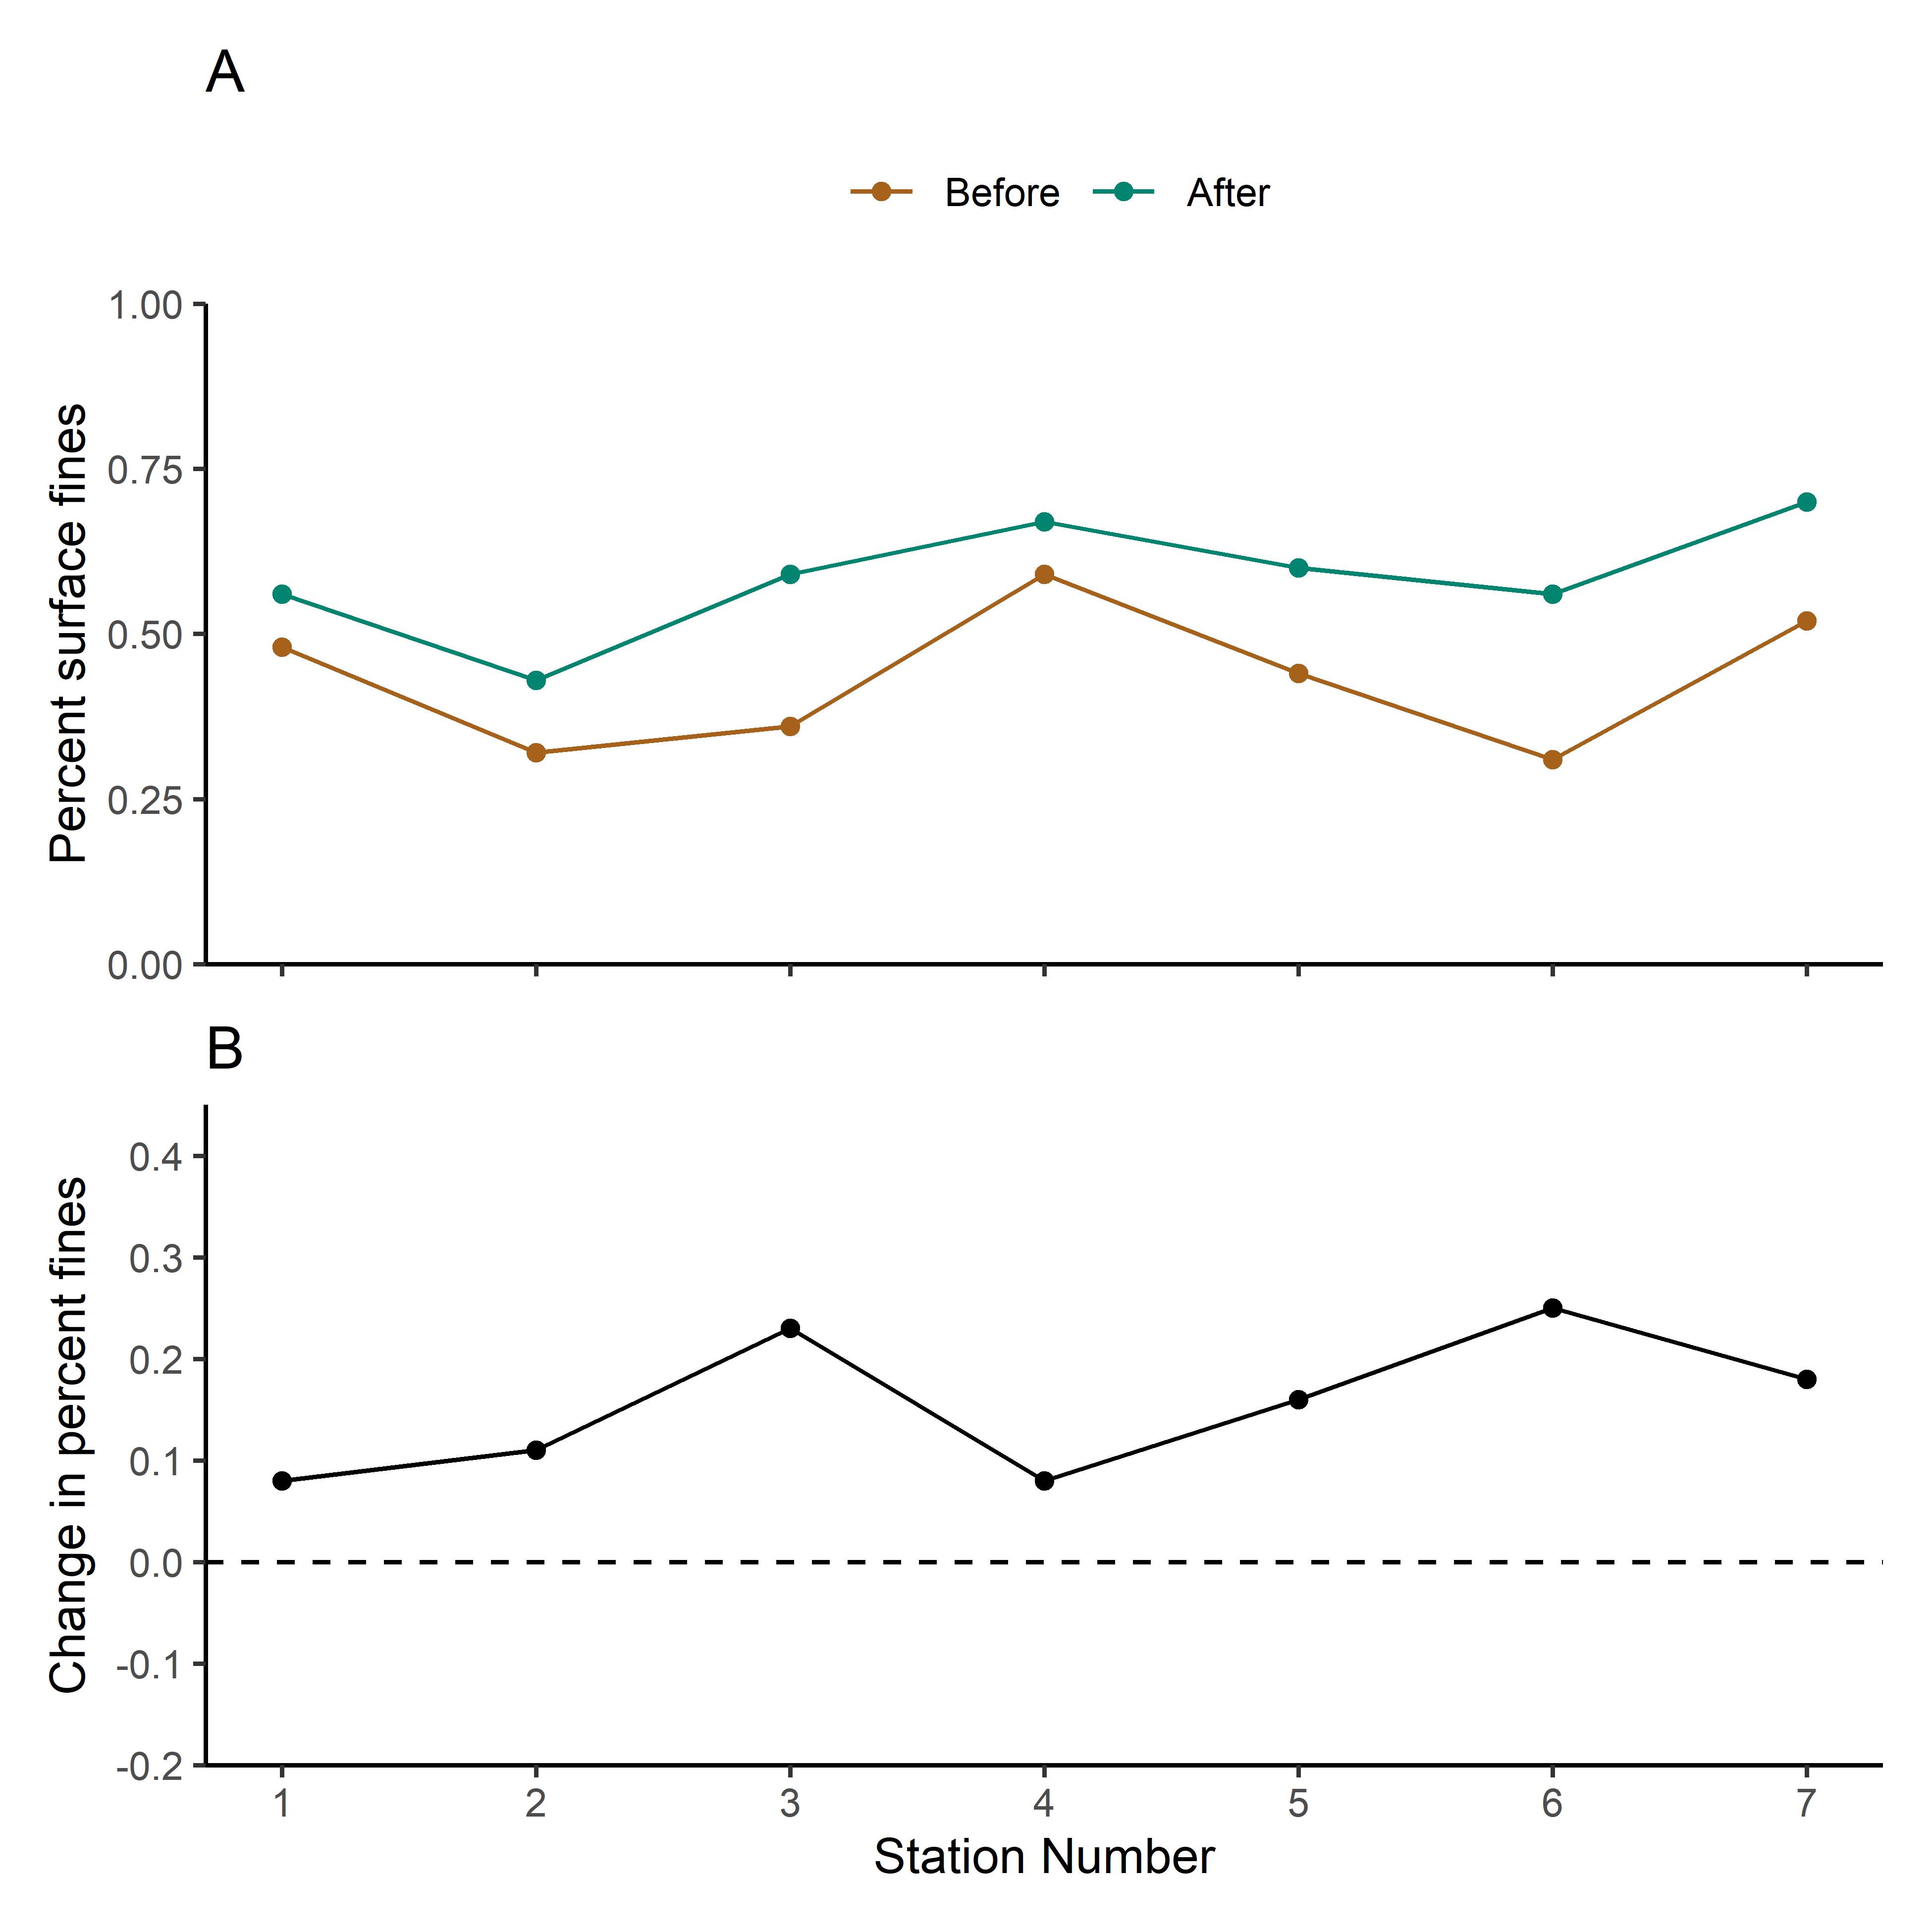 A
Before After
1.00
0.75
0.50
0.25
0.00
Percent surface fines
B
0.4
0.3
0.2
0.1
0.0
-0.1
-0.2
Change in percent fines
1 2 3 4 5 6 7
Station Number